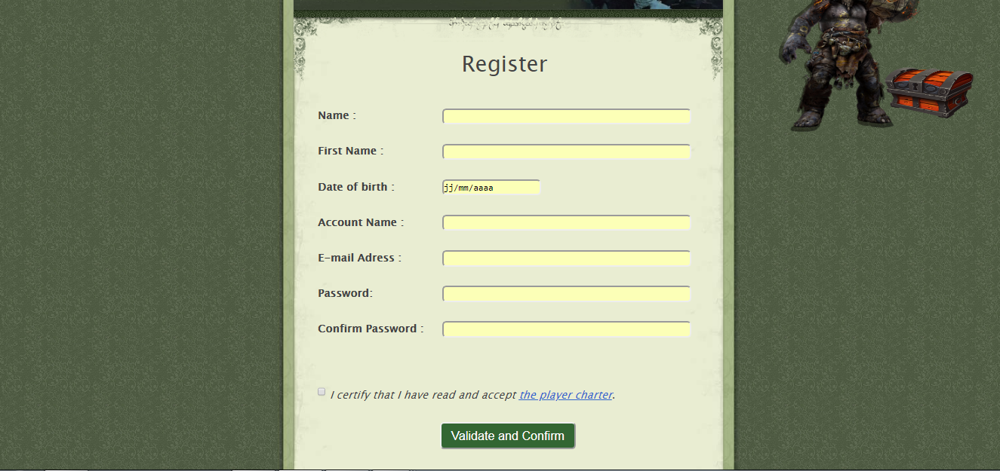 Register
Name :
First Name :
Date of birth :
jj/mm/aaaa
Account Name :
E-mail Adress :
Password:
Confirm Password :
I certify that I have read and accept the player charter.
Validate and Confirm